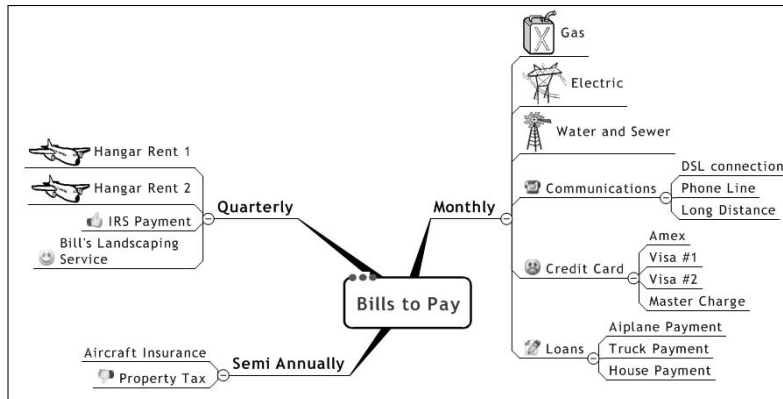 Bills to Pay
Monthly
Gas
Electric
Water and Sewer
Communications
DSL connection
Phone Line
Long Distance
Credit Card
Amex
Visa #1
Visa #2
Master Charge
Loans
Aiplane Payment
Truck Payment
House Payment
Quarterly
Hangar Rent 1
Hangar Rent 2
IRS Payment
Bill's Landscaping
Service
Semi Annually
Aircraft Insurance
Property Tax